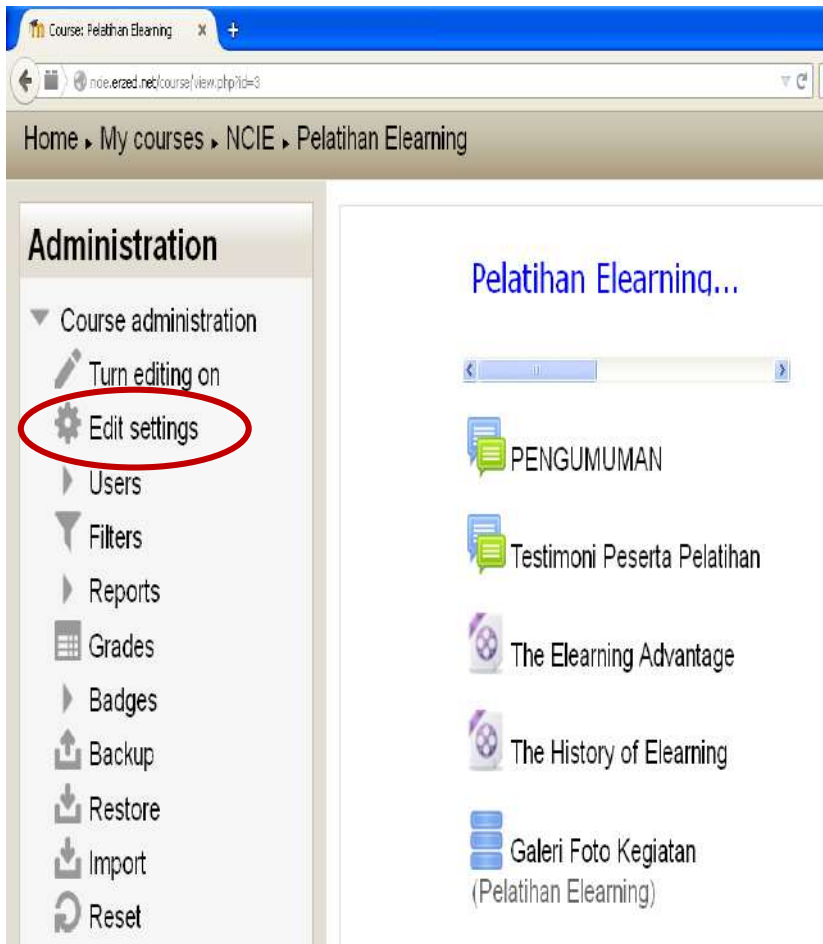 Course: Pelatihan Elearning
noe.erzed.net/course/view.php?id=3
Home ▸ My courses ▸ NCIE ▸ Pelatihan Elearning
Administration
Course administration
Turn editing on
Edit settings
Users
Filters
Reports
Grades
Badges
Backup
Restore
Import
Reset
Pelatihan Elearning...
PENGUMUMAN
Testimoni Peserta Pelatihan
The Elearning Advantage
The History of Elearning
Galeri Foto Kegiatan
(Pelatihan Elearning)